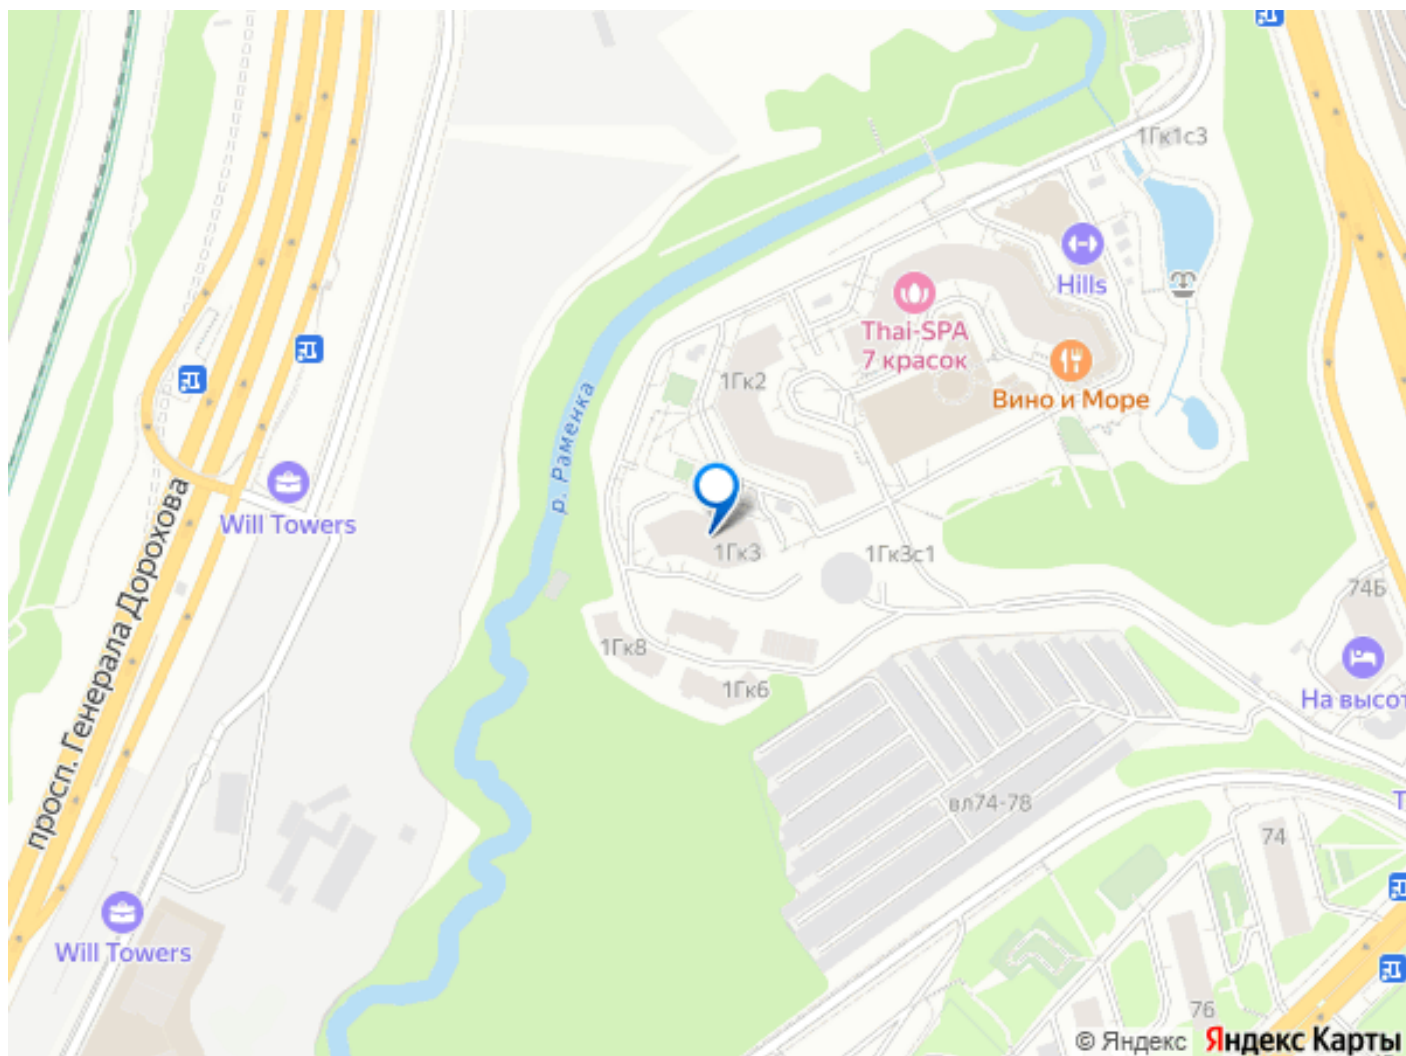 1Гк1с3
Hills
Thai-SPA
7 красок
Вино и Море
1Гк2
р. Раменка
Will Towers
просп. Генерала Дорохова
1Гк3
1Гк3с1
74Б
1Гк8
1Гк6
На высот
вл74-78
Т
74
Will Towers
76
© Яндекс Яндекс Карты